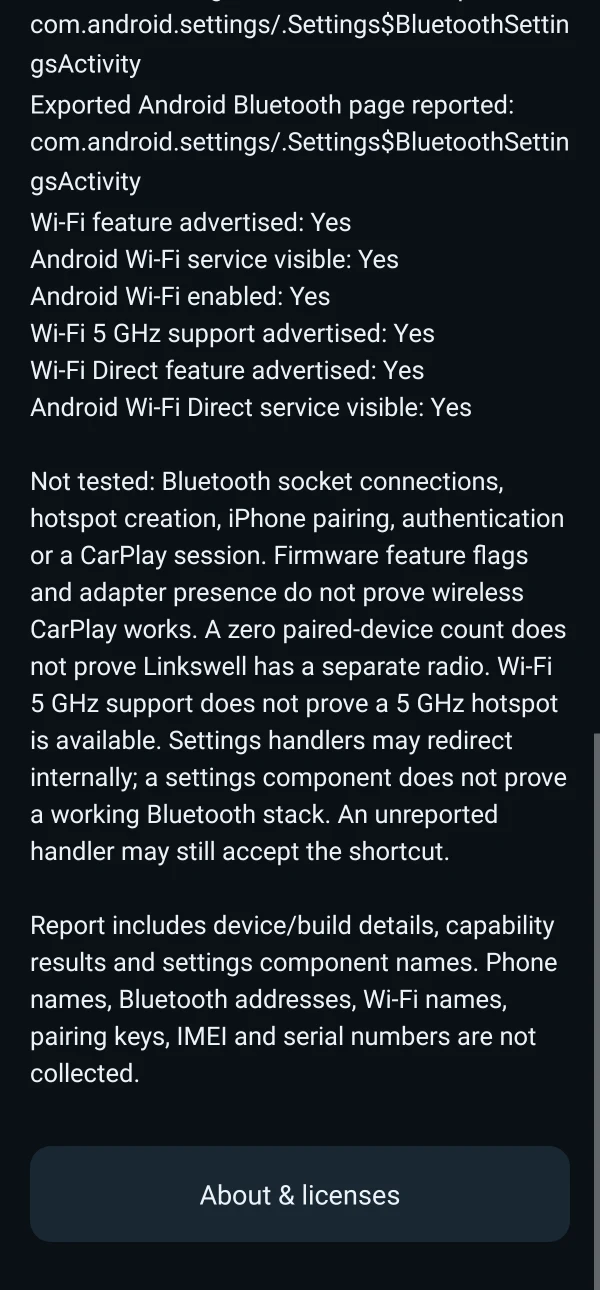 com.android.settings/.Settings$BluetoothSettin
gsActivity
Exported Android Bluetooth page reported:
com.android.settings/.Settings$BluetoothSettin
gsActivity
Wi-Fi feature advertised: Yes
Android Wi-Fi service visible: Yes
Android Wi-Fi enabled: Yes
Wi-Fi 5 GHz support advertised: Yes
Wi-Fi Direct feature advertised: Yes
Android Wi-Fi Direct service visible: Yes
Not tested: Bluetooth socket connections,
hotspot creation, iPhone pairing, authentication
or a CarPlay session. Firmware feature flags
and adapter presence do not prove wireless
CarPlay works. A zero paired-device count does
not prove Linkswell has a separate radio. Wi-Fi
5 GHz support does not prove a 5 GHz hotspot
is available. Settings handlers may redirect
internally; a settings component does not prove
a working Bluetooth stack. An unreported
handler may still accept the shortcut.
Report includes device/build details, capability
results and settings component names. Phone
names, Bluetooth addresses, Wi-Fi names,
pairing keys, IMEI and serial numbers are not
collected.
About & licenses